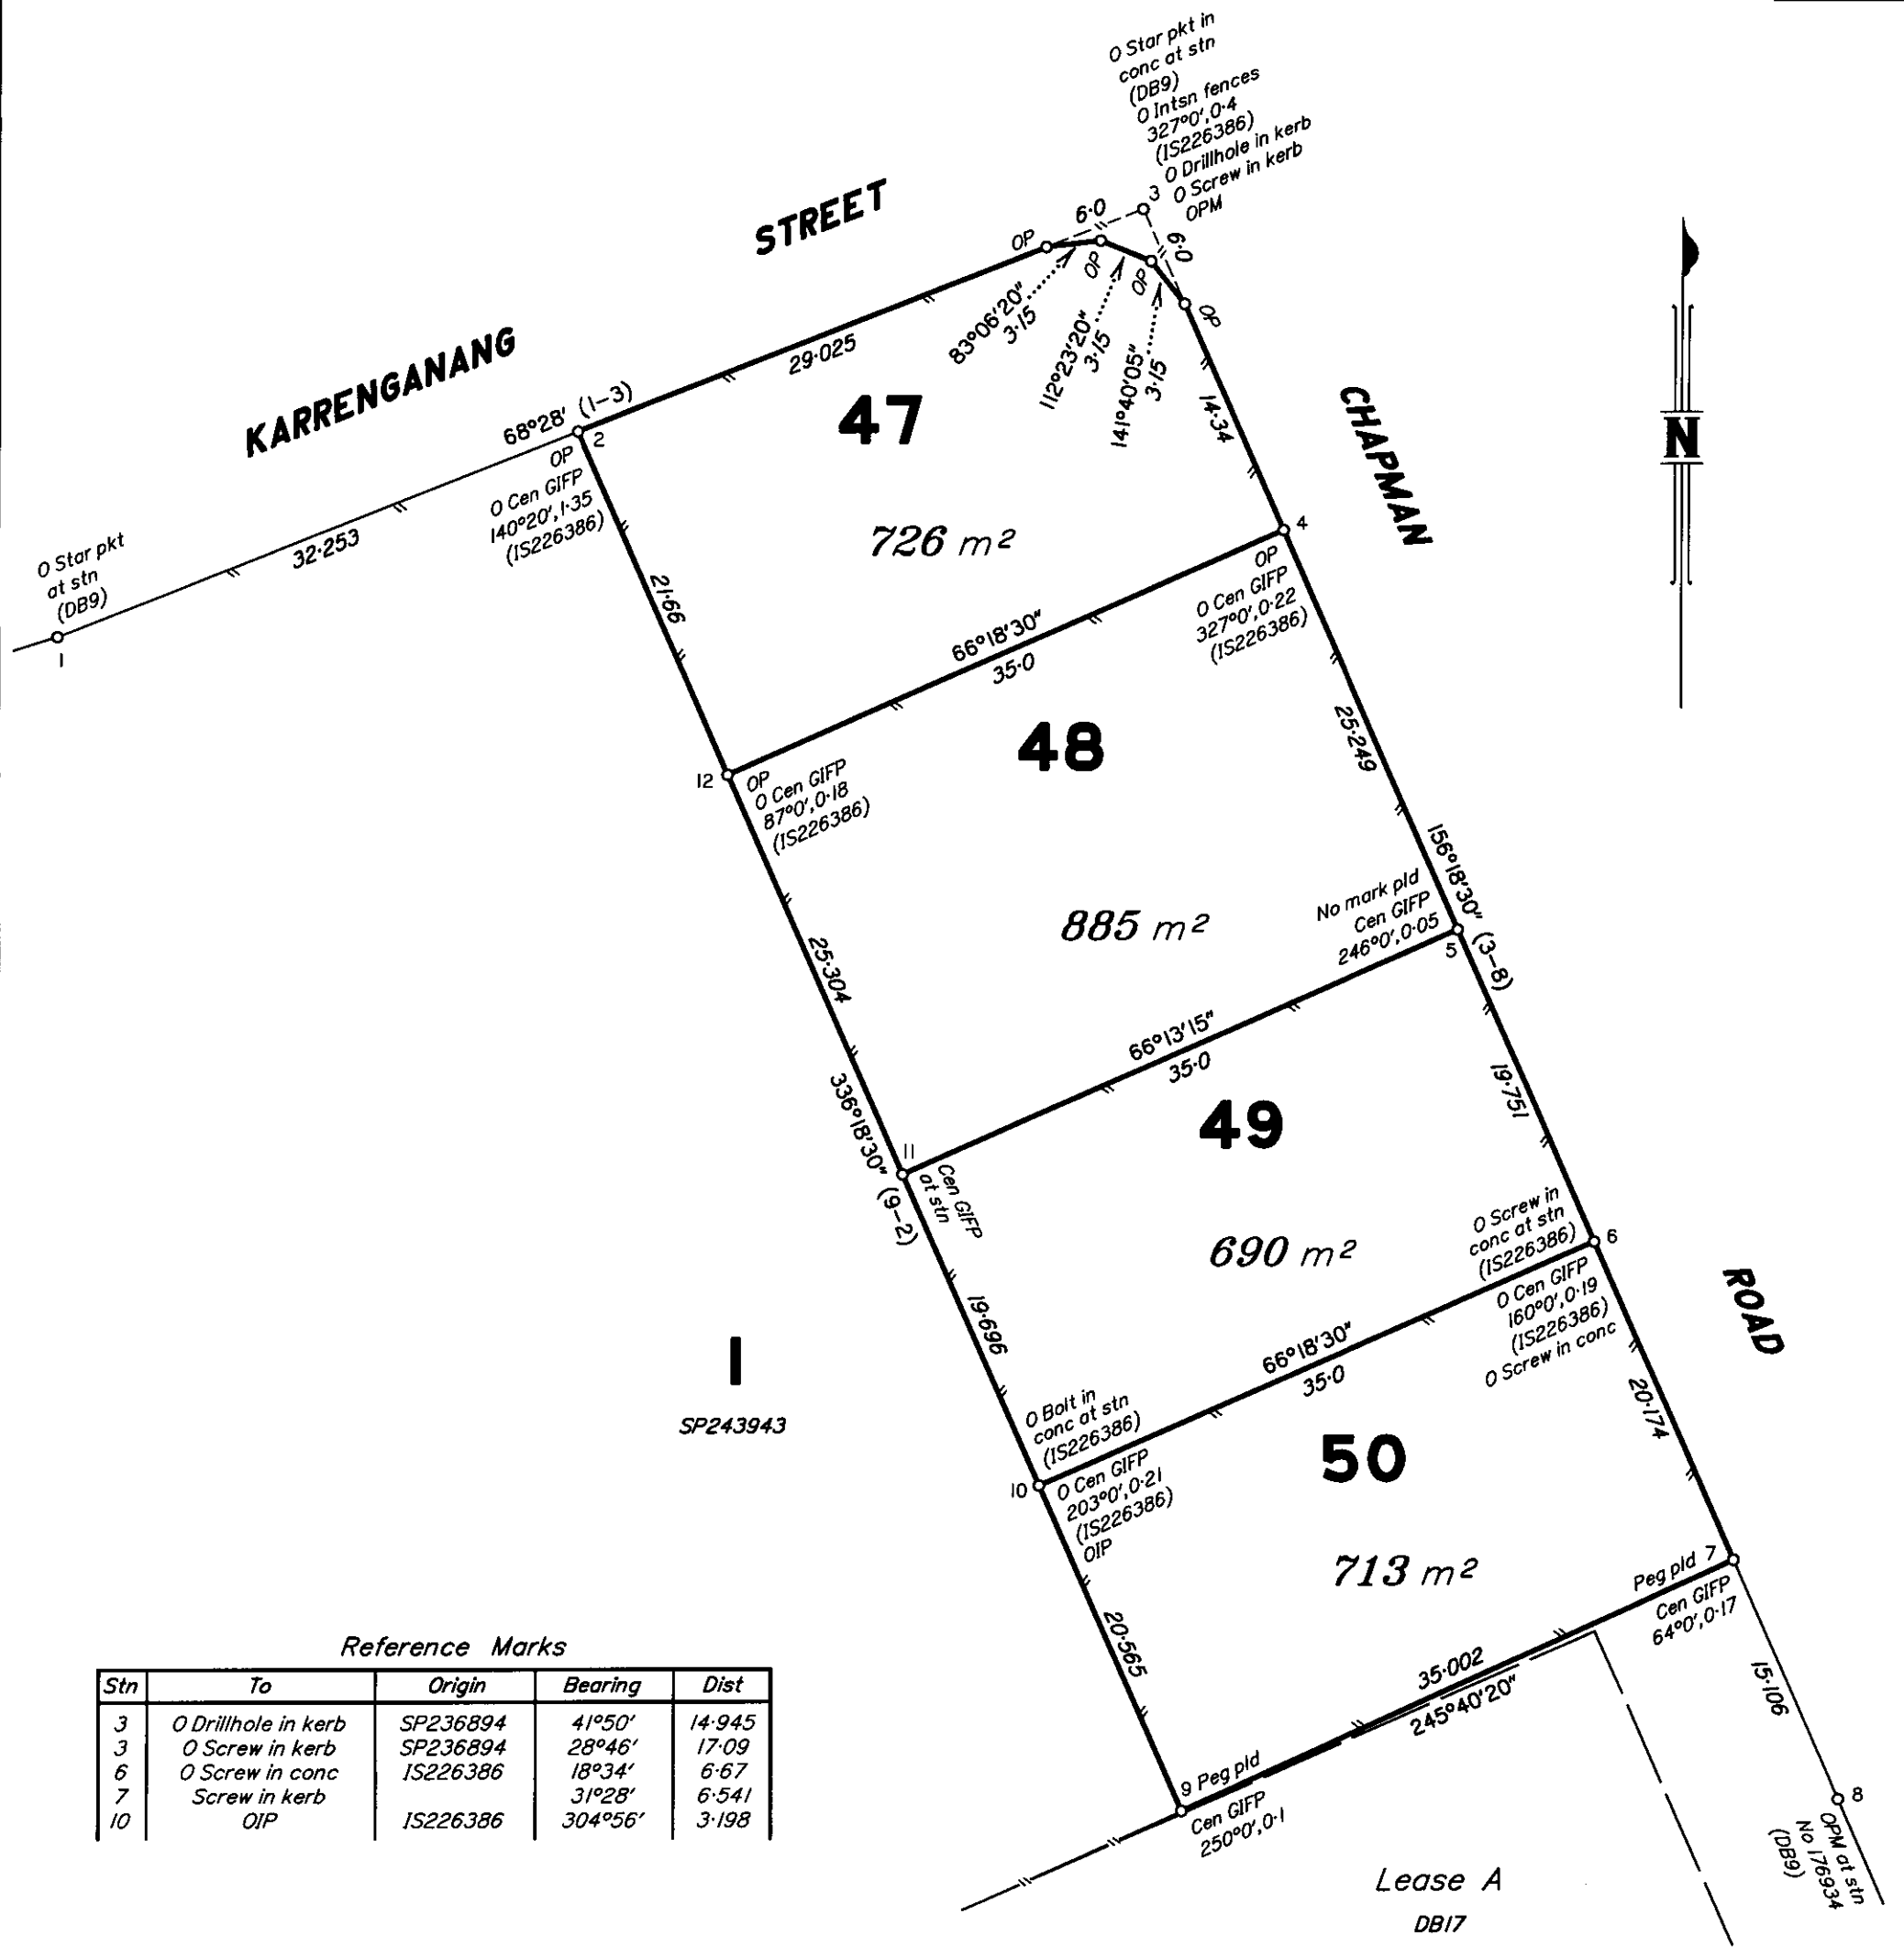 O Star pkt in
conc at stn
(DB9)
O Intsn fences
327°0',0·4
(IS226386)
O Drillhole in kerb
O Screw in kerb
OPM
3
6·0
6·0
STREET
KARRENGANANG
OP
OP
OP
OP
83°06'20"
3·15
112°23'20"
3·15
141°40'05"
3·15
29·025
68°28' (1-3)
2
OP
O Cen GIFP
140°20',1·35
(IS226386)
32·253
O Star pkt
at stn
(DB9)
1
47
726 m²
14·34
CHAPMAN
N
21·66
4
OP
O Cen GIFP
327°0',0·22
(IS226386)
66°18'30"
35·0
48
12
OP
O Cen GIFP
87°0',0·18
(IS226386)
25·249
885 m²
156°18'30" (3-8)
No mark pld
Cen GIFP
246°0',0·05
5
25·304
66°13'15"
35·0
336°18'30" (9-2)
11
Cen GIFP
at stn
49
19·751
690 m²
O Screw in
conc at stn
(IS226386)
6
O Cen GIFP
160°0',0·19
(IS226386)
O Screw in conc
ROAD
19·696
66°18'30"
35·0
1
SP243943
O Bolt in
conc at stn
(IS226386)
10
O Cen GIFP
203°0',0·21
(IS226386)
OIP
50
20·174
713 m²
Peg pld 7
Cen GIFP
64°0',0·17
20·565
35·002
245°40'20"
15·106
9 Peg pld
Cen GIFP
250°0',0·1
8
OPM at stn
No 176934
(DB9)
Lease A
DB17
Reference Marks
Stn To Origin Bearing Dist
3 O Drillhole in kerb SP236894 41°50' 14·945
3 O Screw in kerb SP236894 28°46' 17·09
6 O Screw in conc IS226386 18°34' 6·67
7 Screw in kerb 31°28' 6·541
10 OIP IS226386 304°56' 3·198